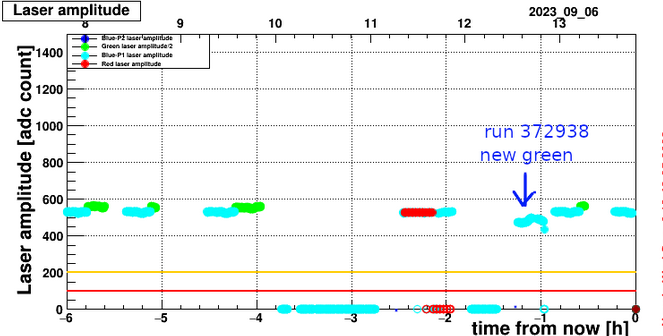 Laser amplitude
2023_09_06
8 9 10 11 12 13
Laser amplitude [adc count]
1400
1200
1000
800
600
400
200
0
Blue-P2 laser amplitude
Green laser amplitude/2
Blue-P1 laser amplitude
Red laser amplitude
run 372938
new green
-6 -5 -4 -3 -2 -1 0
time from now [h]